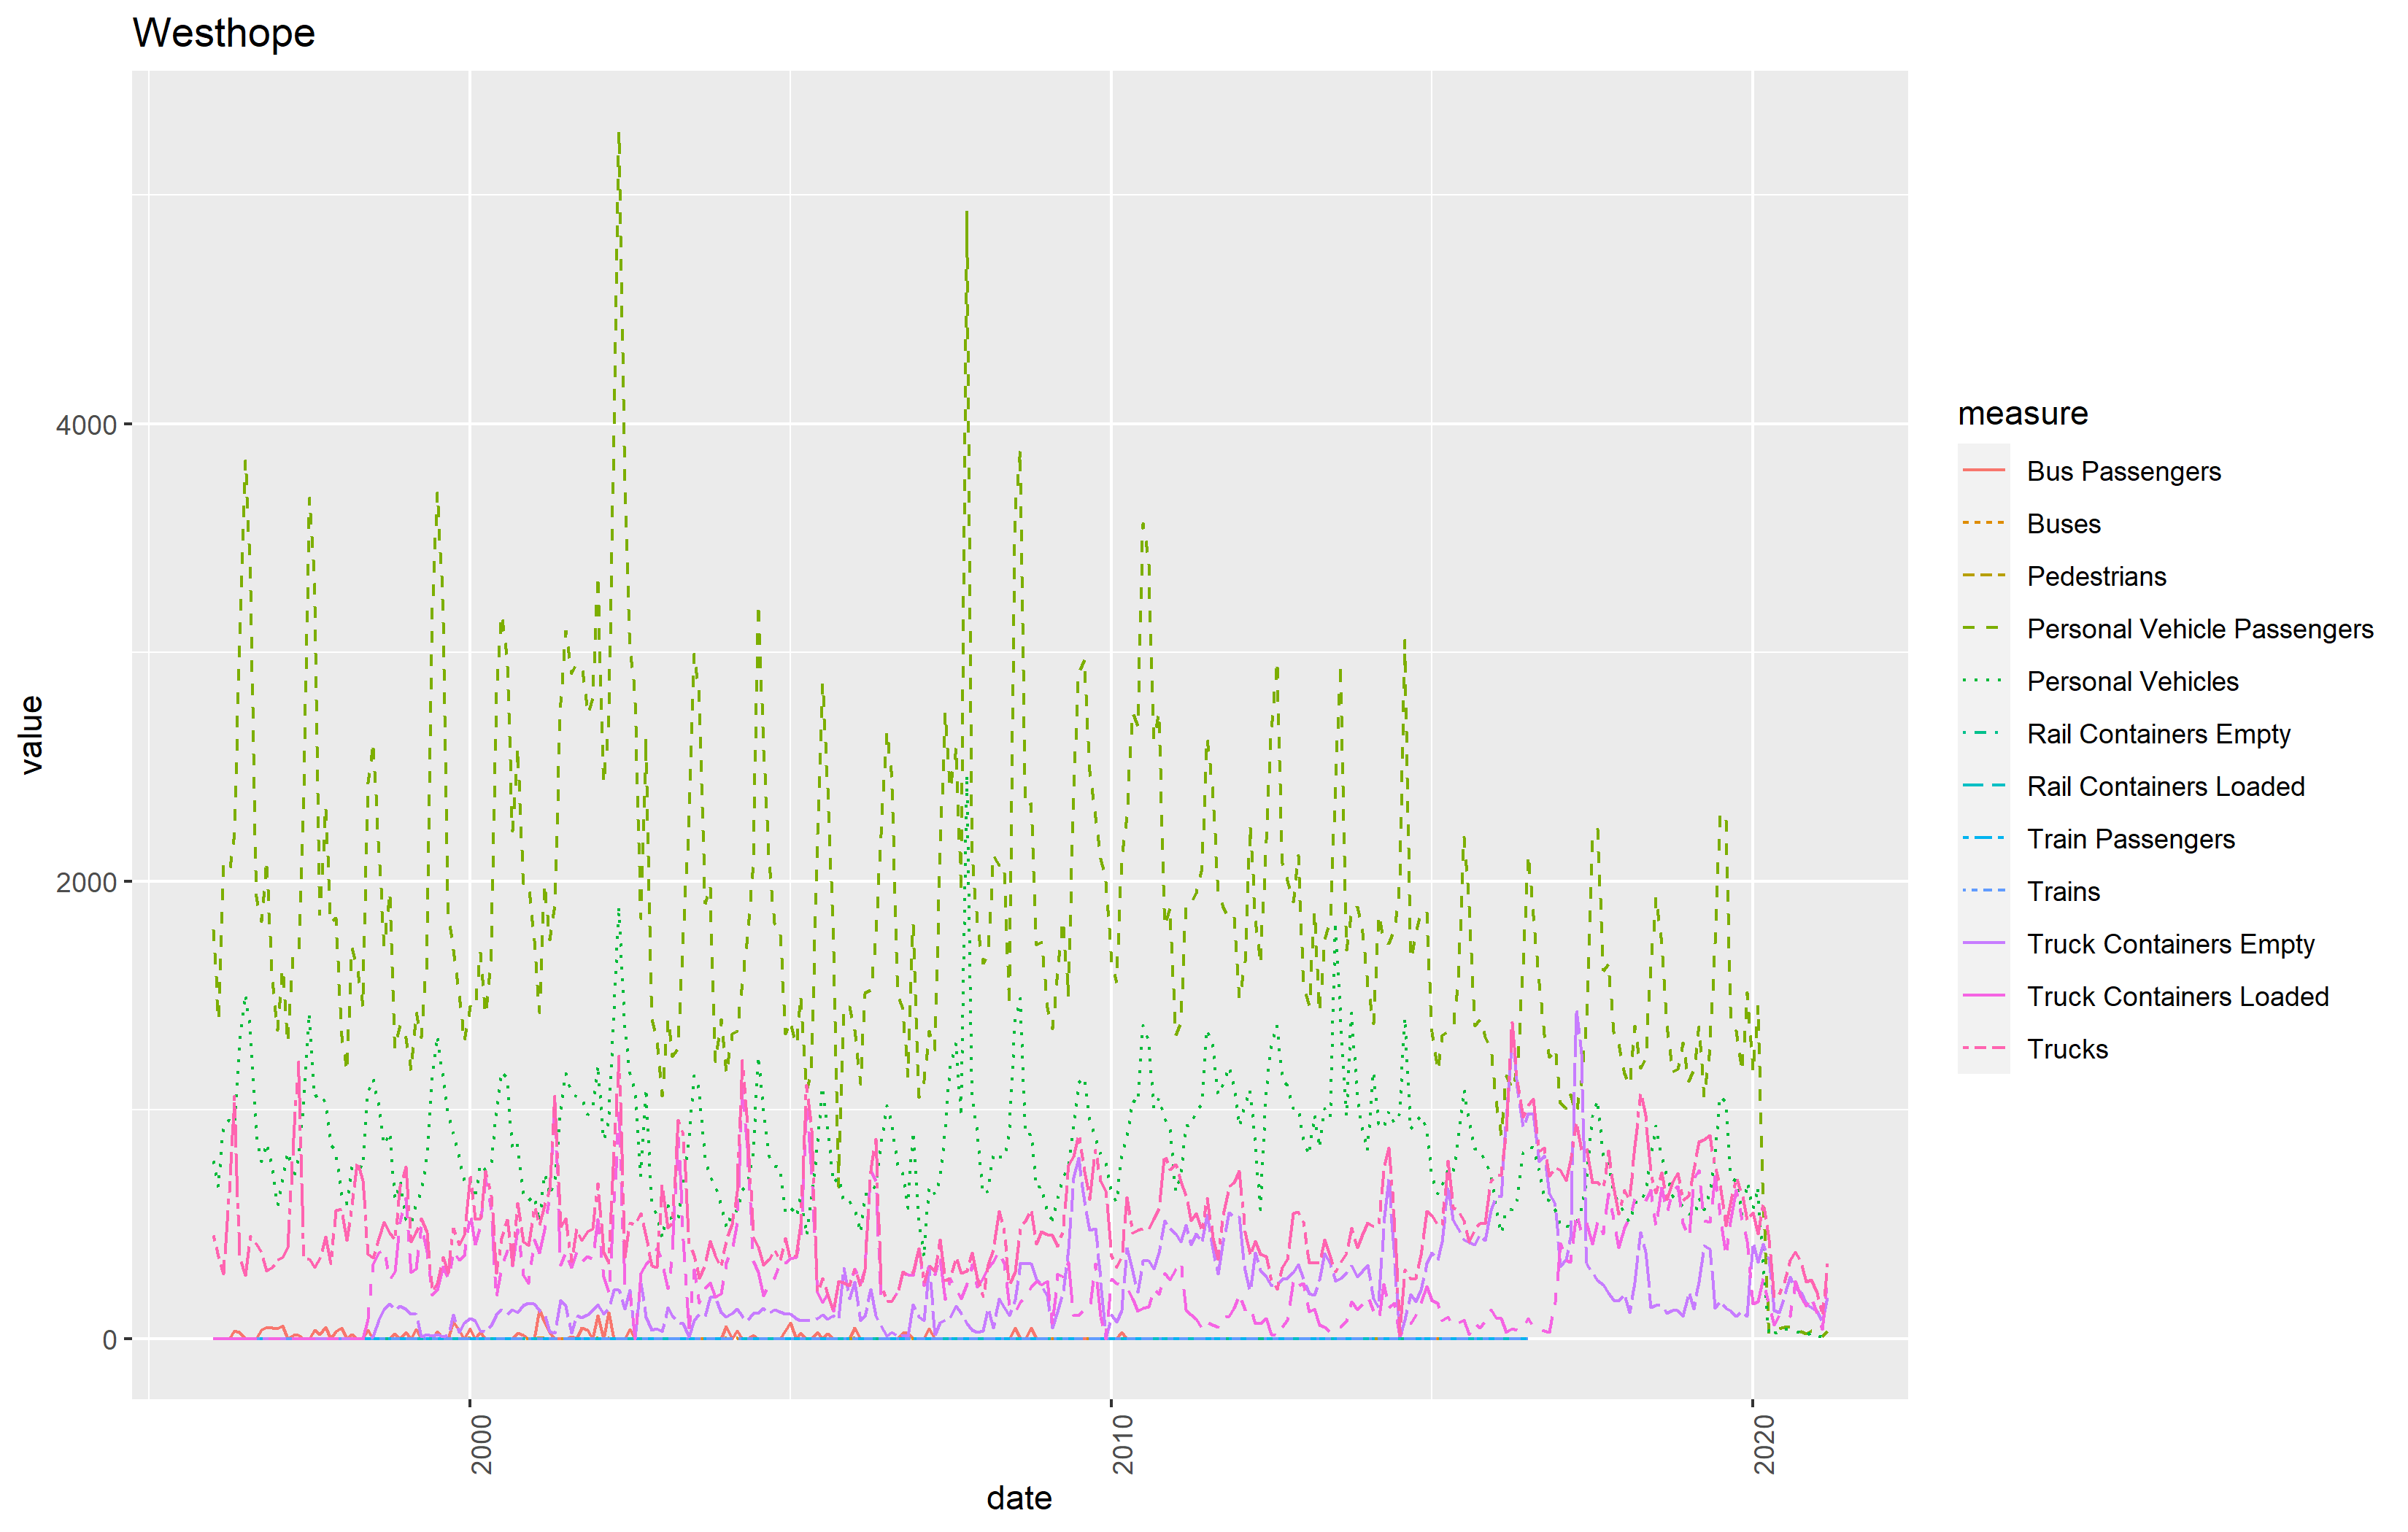 Westhope
value
4000
2000
0
2000
2010
2020
date
measure
Bus Passengers
Buses
Pedestrians
Personal Vehicle Passengers
Personal Vehicles
Rail Containers Empty
Rail Containers Loaded
Train Passengers
Trains
Truck Containers Empty
Truck Containers Loaded
Trucks